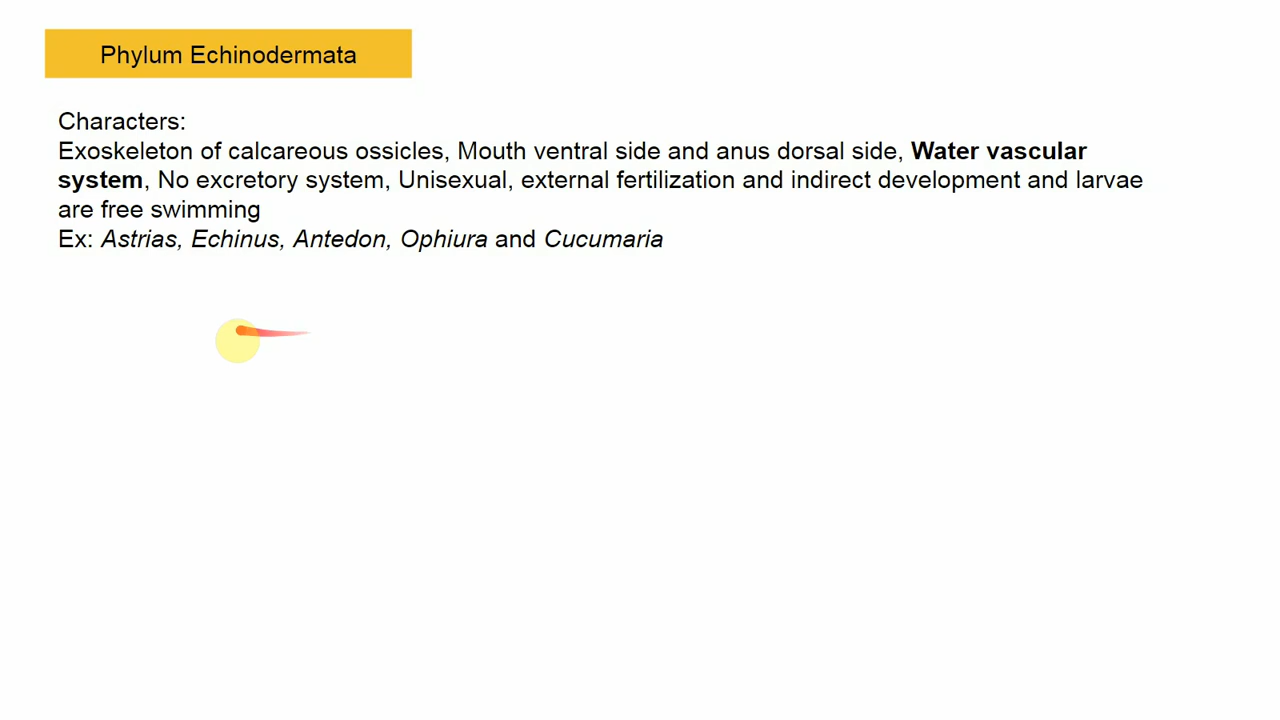 Phylum Echinodermata
Characters:
Exoskeleton of calcareous ossicles, Mouth ventral side and anus dorsal side, Water vascular
system, No excretory system, Unisexual, external fertilization and indirect development and larvae
are free swimming
Ex: Astrias, Echinus, Antedon, Ophiura and Cucumaria